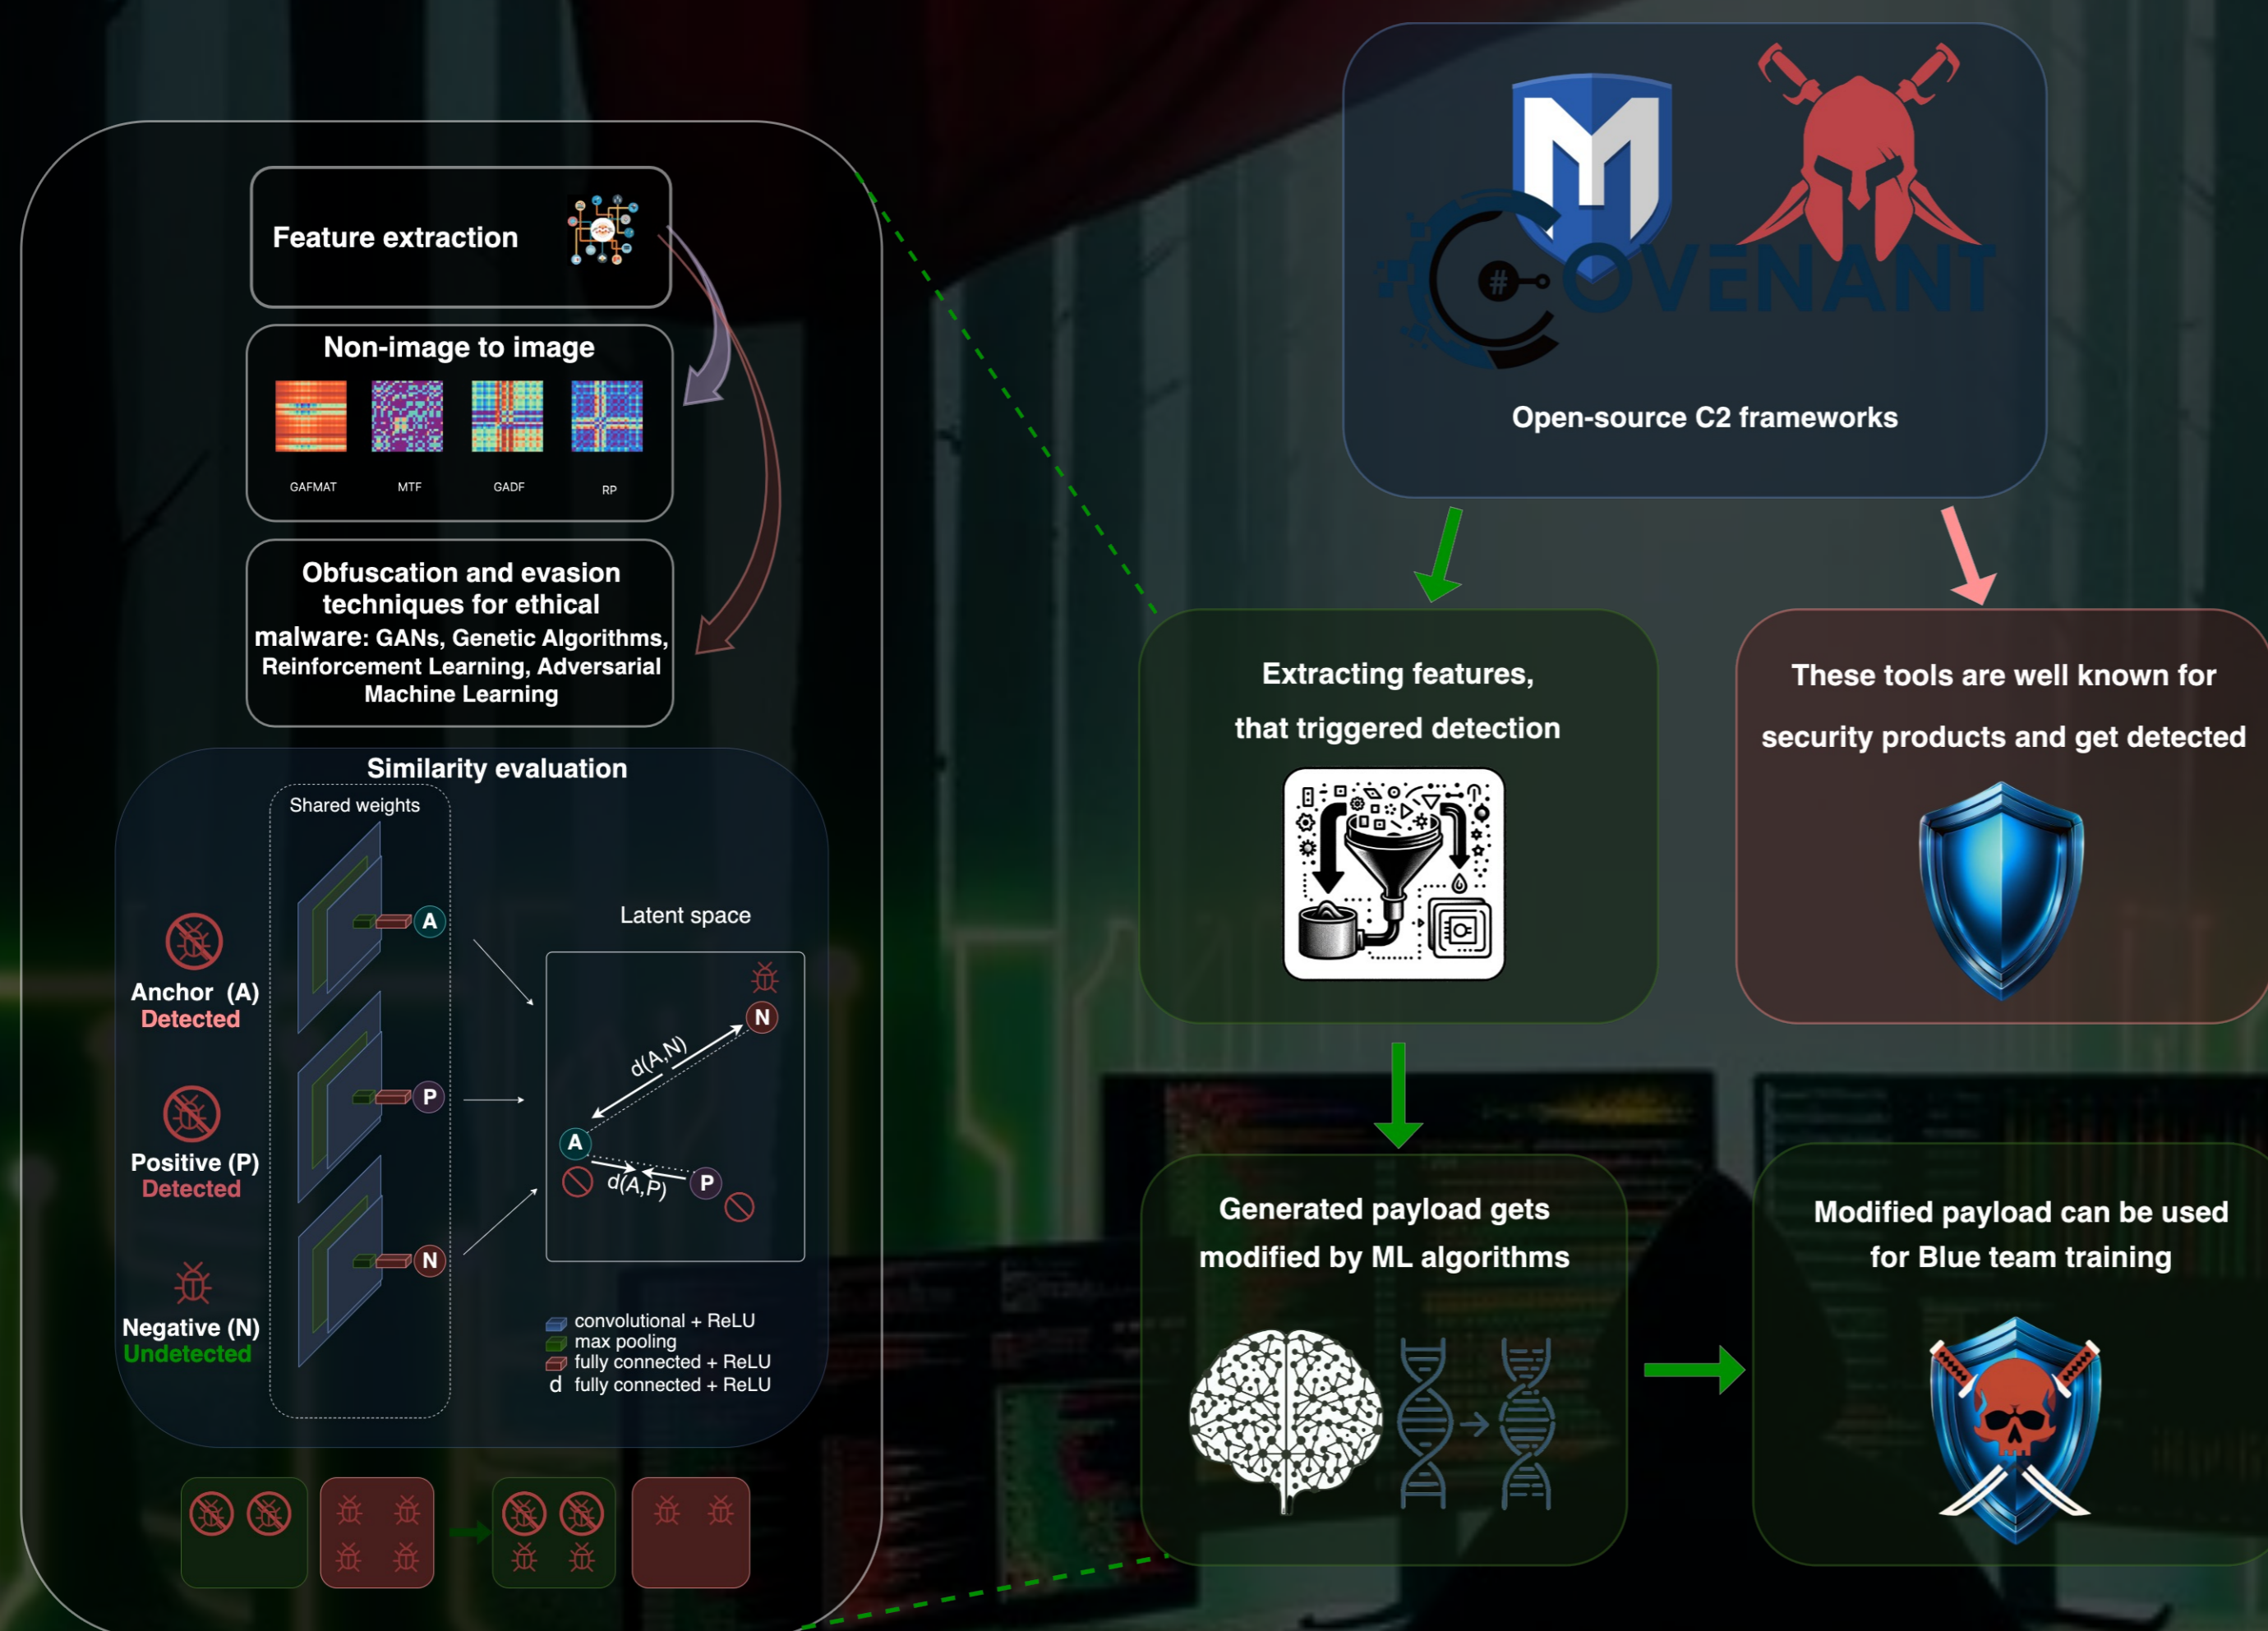 Feature extraction
Non-image to image
GAFMAT
MTF
GADF
RP
Obfuscation and evasion
techniques for ethical
malware: GANs, Genetic Algorithms,
Reinforcement Learning, Adversarial
Machine Learning
Similarity evaluation
Shared weights
A
Anchor (A)
Detected
P
Positive (P)
Detected
N
Negative (N)
Undetected
Latent space
N
d(A,N)
A
d(A,P)
P
convolutional + ReLU
max pooling
fully connected + ReLU
d fully connected + ReLU
M
# COVENANT
Open-source C2 frameworks
Extracting features,
that triggered detection
These tools are well known for
security products and get detected
Generated payload gets
modified by ML algorithms
Modified payload can be used
for Blue team training